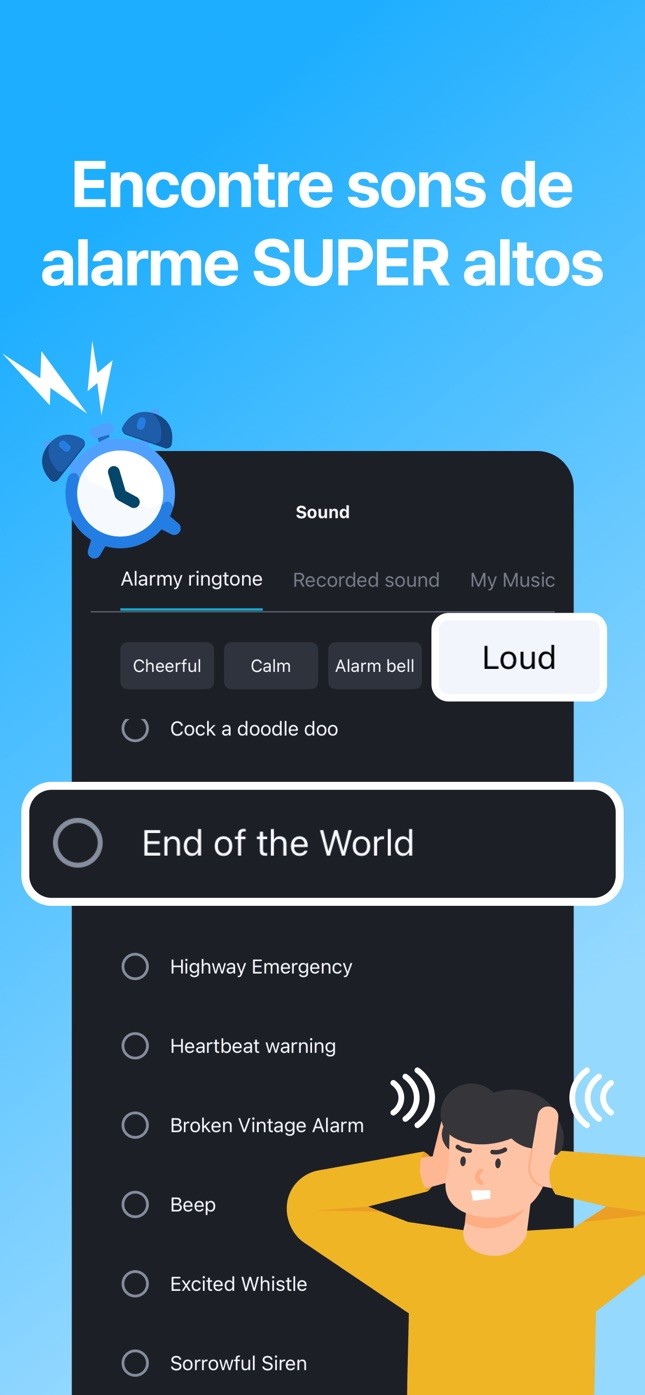 Encontre sons de
alarme SUPER altos
Sound
Alarmy ringtone Recorded sound My Music
Cheerful Calm Alarm bell Loud
Cock a doodle doo
End of the World
Highway Emergency
Heartbeat warning
Broken Vintage Alarm
Beep
Excited Whistle
Sorrowful Siren